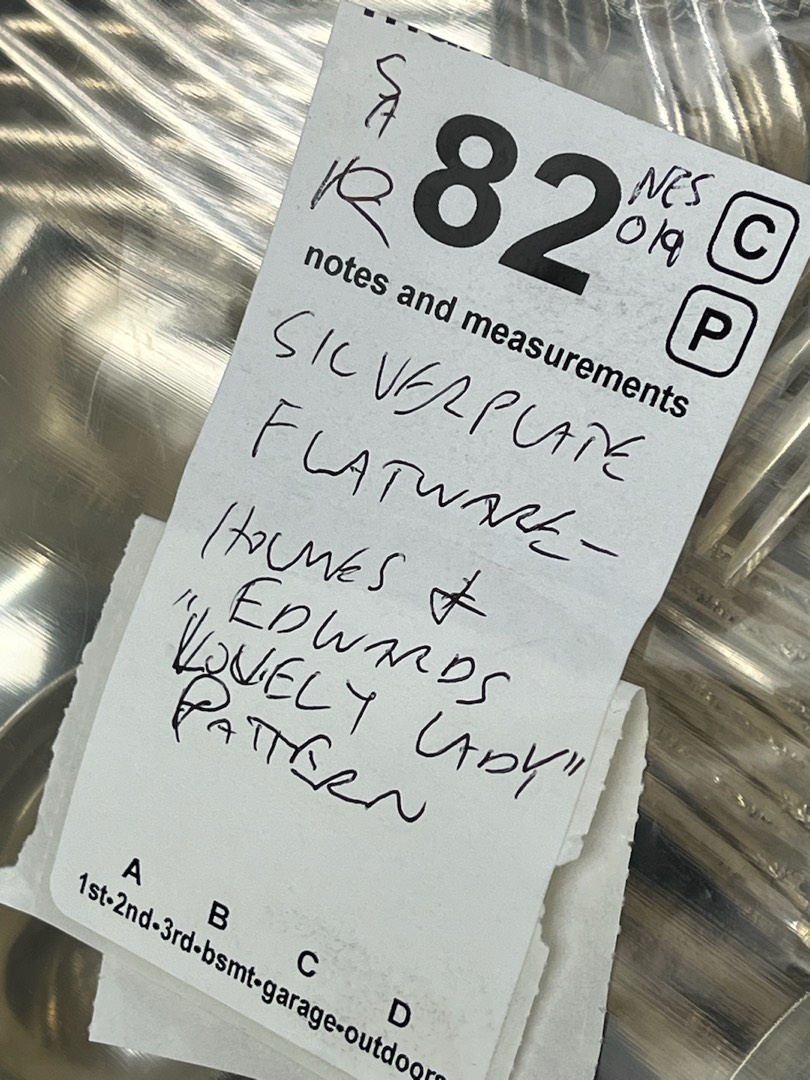 SA
82
NES
019
C
P
notes and measurements
SILVERPLATE
FLATWARE-
HOLMES &
EDWARDS
"LOVELY LADY"
PATTERN
A B C D
1st•2nd•3rd•bsmt•garage•outdoors